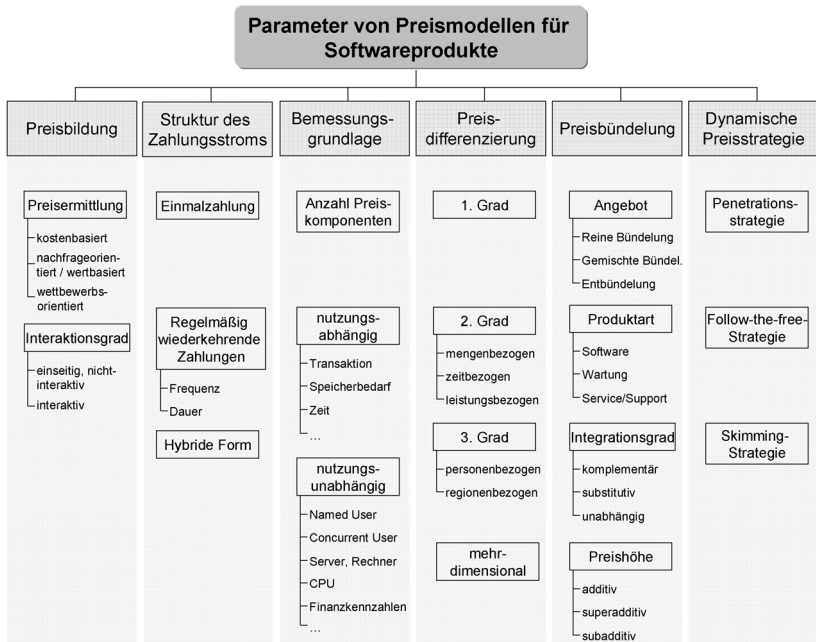 Parameter von Preismodellen für
Softwareprodukte
Preisbildung
Preisermittlung
kostenbasiert
nachfrageorien-
tiert / wertbasiert
wettbewerbs-
orientiert
Interaktionsgrad
einseitig, nicht-
interaktiv
interaktiv
Struktur des
Zahlungsstroms
Einmalzahlung
Regelmäßig
wiederkehrende
Zahlungen
Frequenz
Dauer
Hybride Form
Bemessungs-
grundlage
Anzahl Preis-
komponenten
nutzungs-
abhängig
Transaktion
Speicherbedarf
Zeit
...
nutzungs-
unabhängig
Named User
Concurrent User
Server, Rechner
CPU
Finanzkennzahlen
...
Preis-
differenzierung
1. Grad
2. Grad
mengenbezogen
zeitbezogen
leistungsbezogen
3. Grad
personenbezogen
regionenbezogen
mehr-
dimensional
Preisbündelung
Angebot
Reine Bündelung
Gemischte Bündel.
Entbündelung
Produktart
Software
Wartung
Service/Support
Integrationsgrad
komplementär
substitutiv
unabhängig
Preishöhe
additiv
superadditiv
subadditiv
Dynamische
Preisstrategie
Penetrations-
strategie
Follow-the-free-
Strategie
Skimming-
Strategie